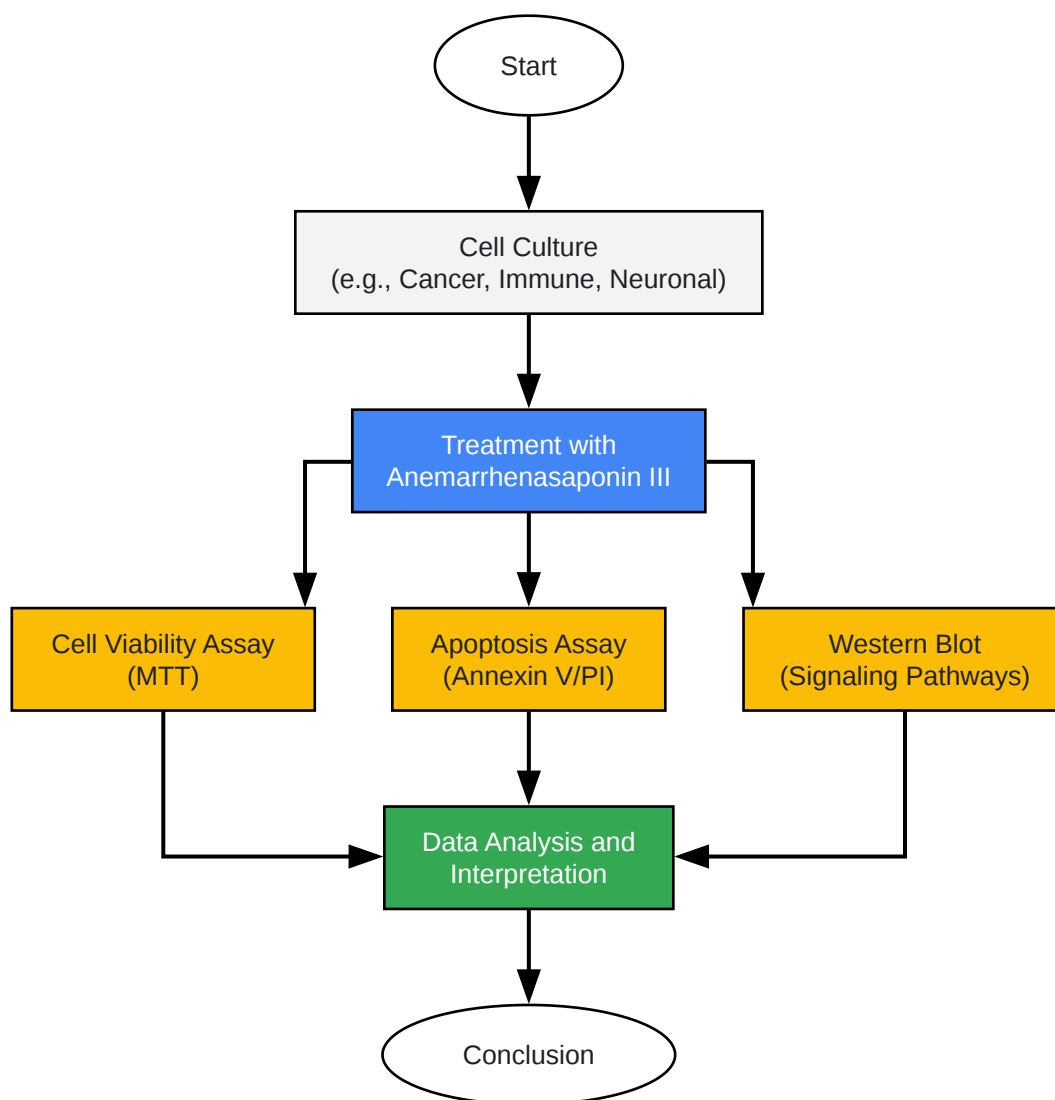 Start
Cell Culture
(e.g., Cancer, Immune, Neuronal)
Treatment with
Anemarrhenasaponin III
Cell Viability Assay
(MTT)
Apoptosis Assay
(Annexin V/PI)
Western Blot
(Signaling Pathways)
Data Analysis and
Interpretation
Conclusion